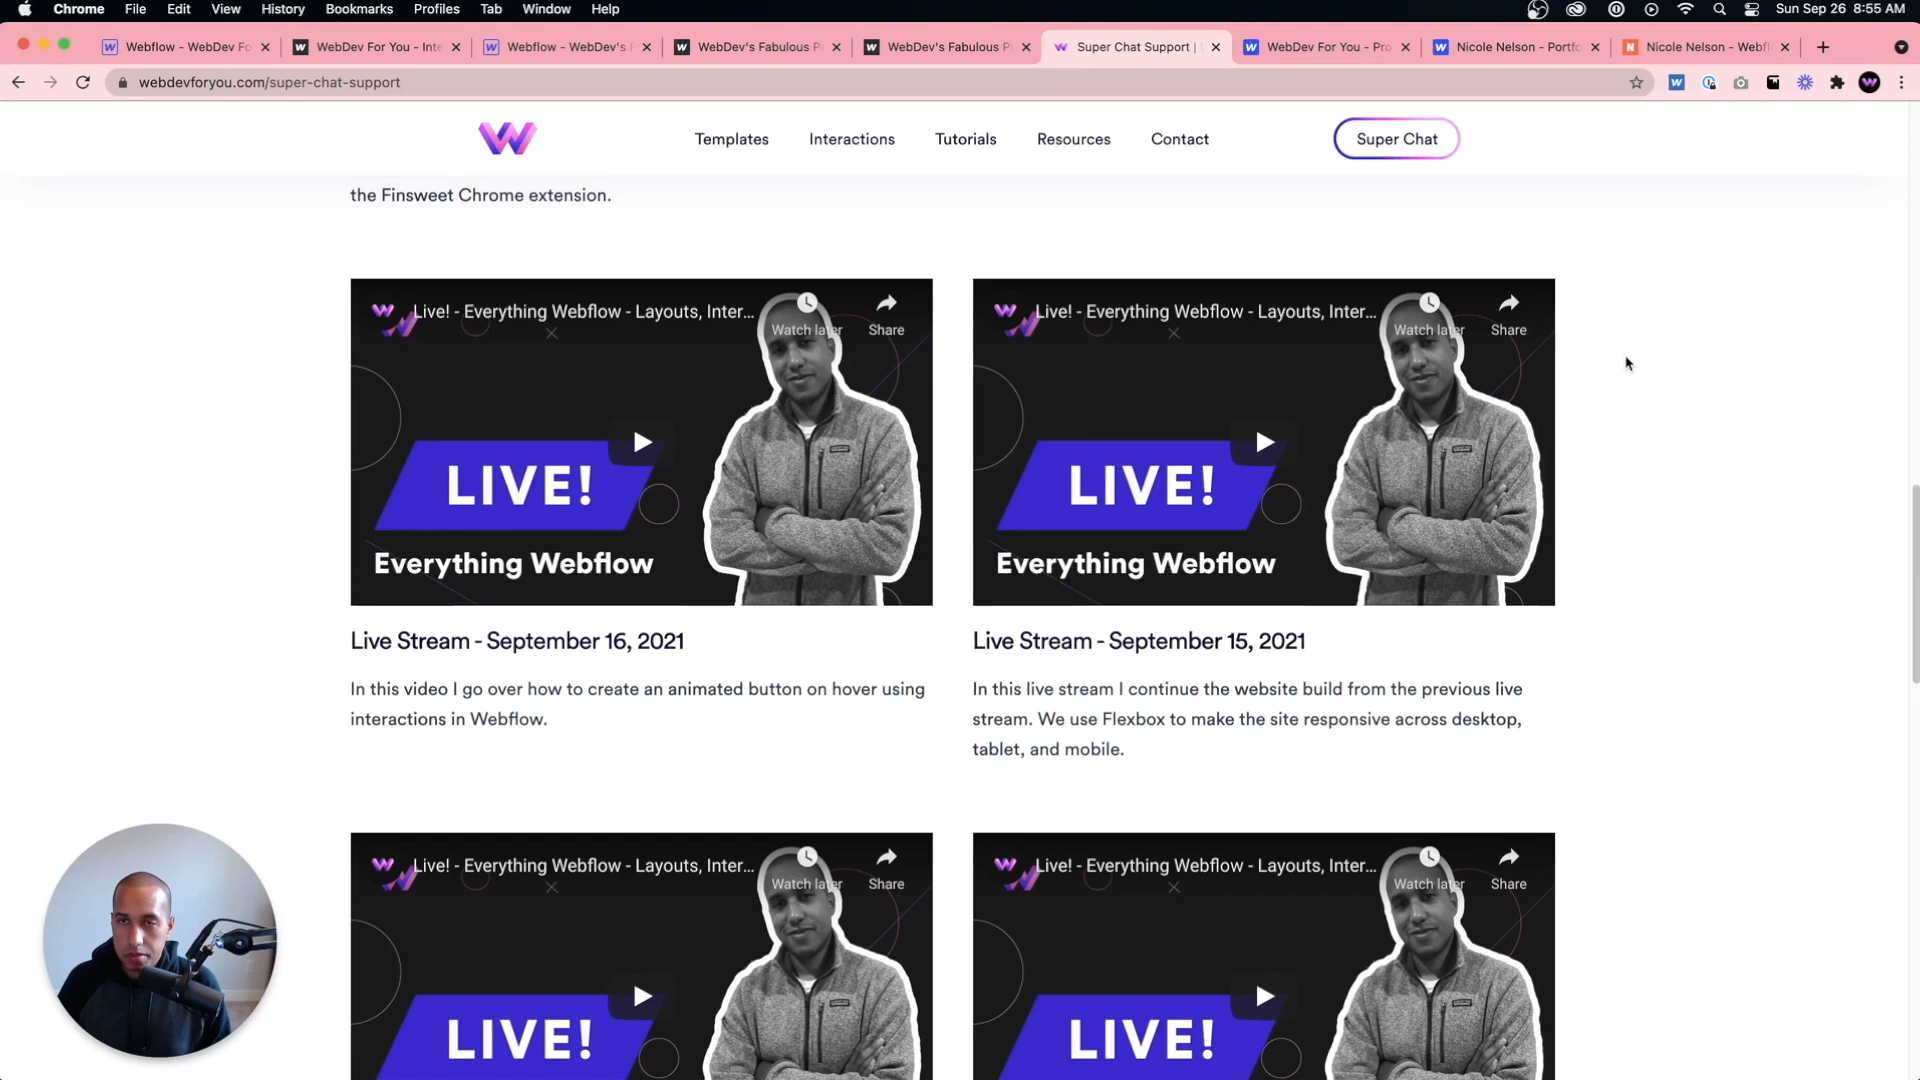 Chrome File Edit View History Bookmarks Profiles Tab Window Help Sun Sep 26 8:55 AM
Webflow - WebDev Fo WebDev For You - Inte Webflow - WebDev's F WebDev's Fabulous P WebDev's Fabulous P Super Chat Support | WebDev For You - Pro Nicole Nelson - Portfo Nicole Nelson - Webfl
webdevforyou.com/super-chat-support
Templates Interactions Tutorials Resources Contact Super Chat
the Finsweet Chrome extension.
Live! - Everything Webflow - Layouts, Inter...
Watch later Share
LIVE!
Everything Webflow
Live! - Everything Webflow - Layouts, Inter...
Watch later Share
LIVE!
Everything Webflow
Live Stream - September 16, 2021
In this video I go over how to create an animated button on hover using
interactions in Webflow.
Live Stream - September 15, 2021
In this live stream I continue the website build from the previous live
stream. We use Flexbox to make the site responsive across desktop,
tablet, and mobile.
Live! - Everything Webflow - Layouts, Inter...
Watch later Share
LIVE!
Live! - Everything Webflow - Layouts, Inter...
Watch later Share
LIVE!